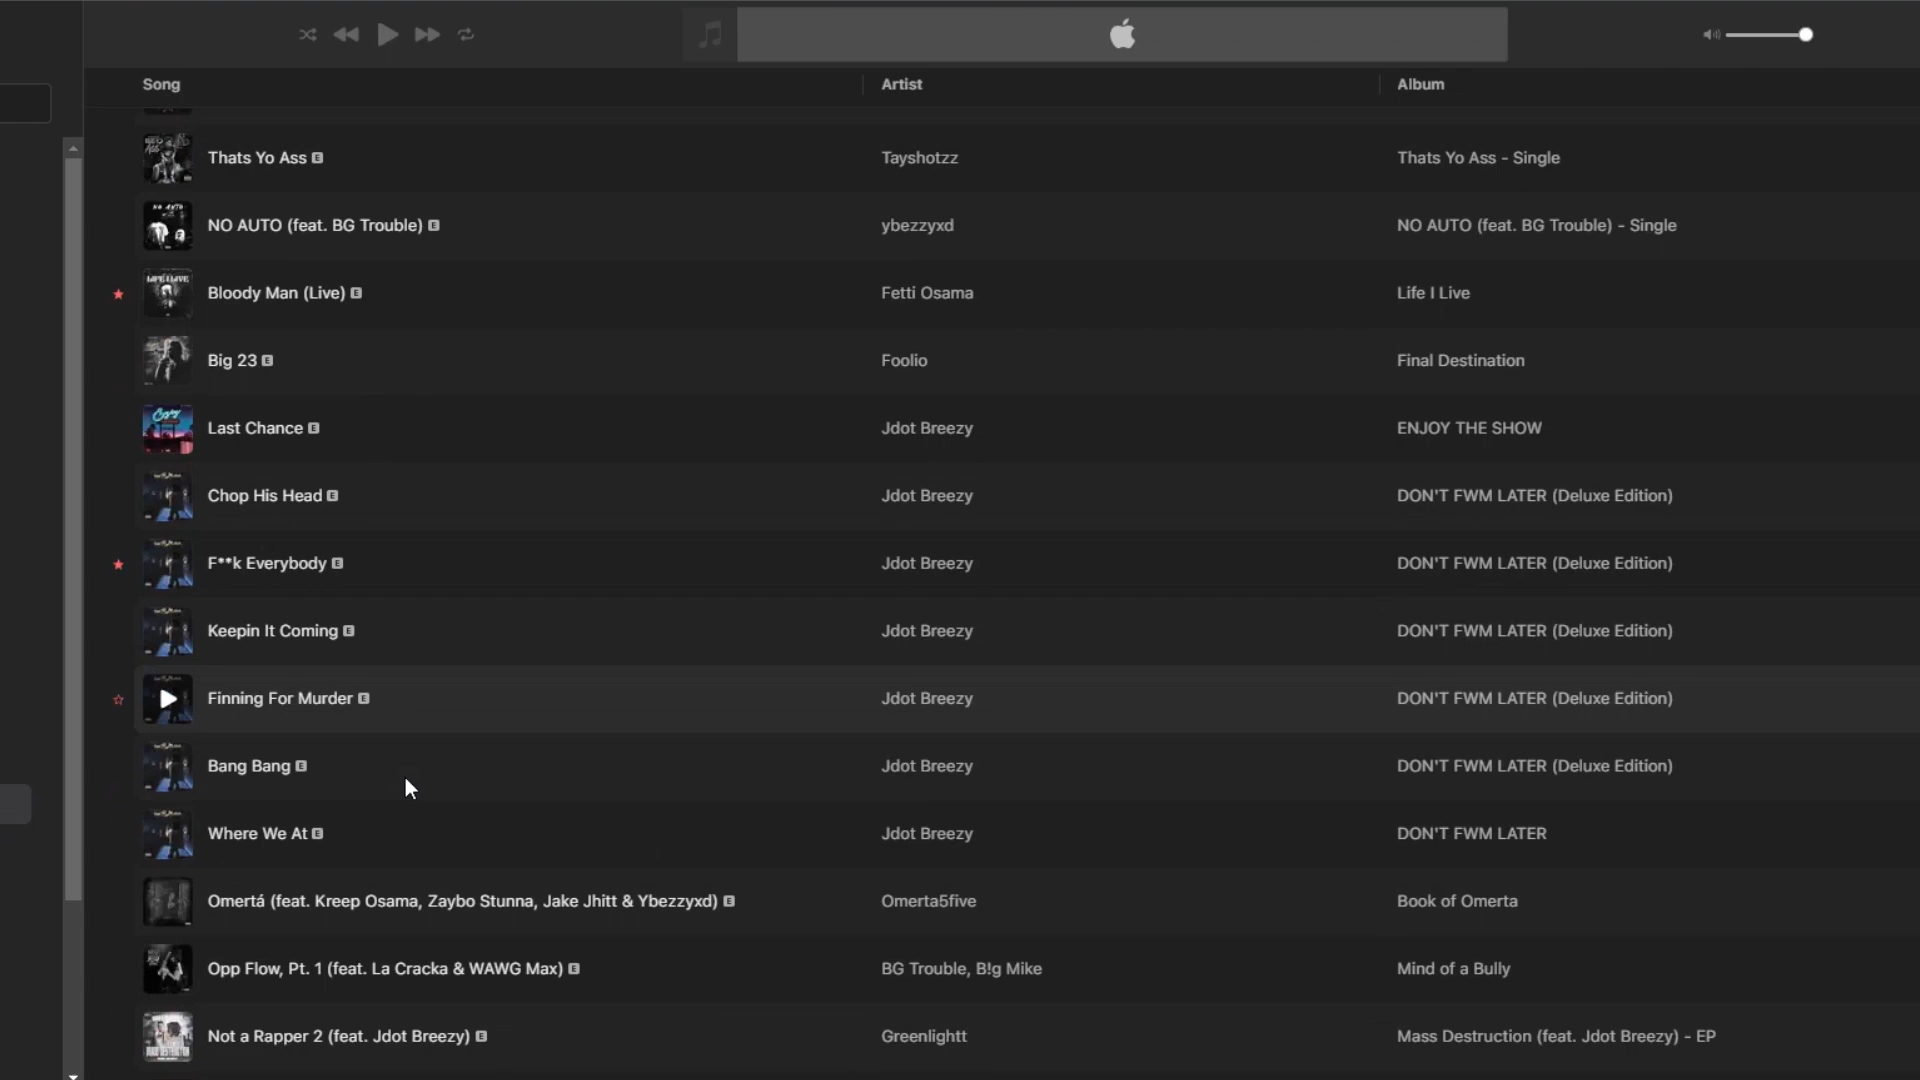 Song Artist Album
Thats Yo Ass E Tayshotzz Thats Yo Ass - Single
NO AUTO (feat. BG Trouble) E ybezzyxd NO AUTO (feat. BG Trouble) - Single
Bloody Man (Live) E Fetti Osama Life I Live
Big 23 E Foolio Final Destination
Last Chance E Jdot Breezy ENJOY THE SHOW
Chop His Head E Jdot Breezy DON'T FWM LATER (Deluxe Edition)
F**k Everybody E Jdot Breezy DON'T FWM LATER (Deluxe Edition)
Keepin It Coming E Jdot Breezy DON'T FWM LATER (Deluxe Edition)
Finning For Murder E Jdot Breezy DON'T FWM LATER (Deluxe Edition)
Bang Bang E Jdot Breezy DON'T FWM LATER (Deluxe Edition)
Where We At E Jdot Breezy DON'T FWM LATER
Omertá (feat. Kreep Osama, Zaybo Stunna, Jake Jhitt & Ybezzyxd) E Omerta5five Book of Omerta
Opp Flow, Pt. 1 (feat. La Cracka & WAWG Max) E BG Trouble, B!g Mike Mind of a Bully
Not a Rapper 2 (feat. Jdot Breezy) E Greenlightt Mass Destruction (feat. Jdot Breezy) - EP